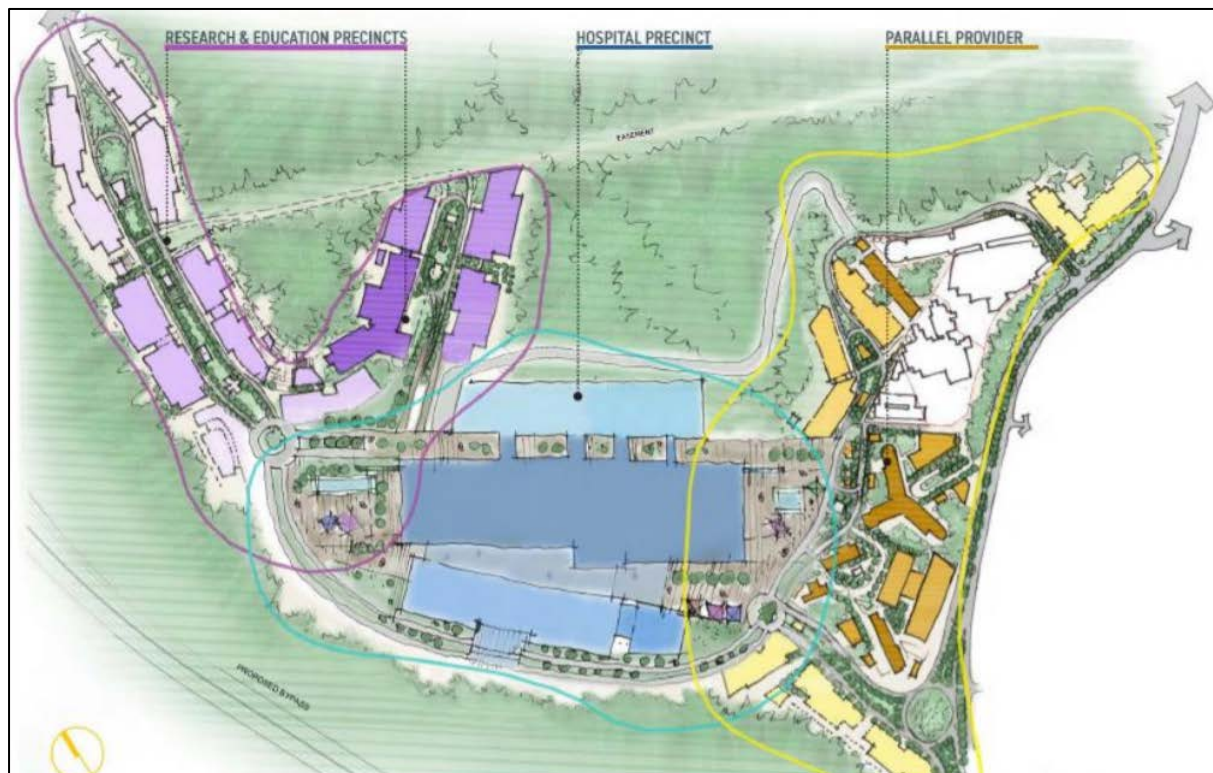 RESEARCH & EDUCATION PRECINCTS
HOSPITAL PRECINCT
PARALLEL PROVIDER
EASEMENT
PROPOSED BYPASS